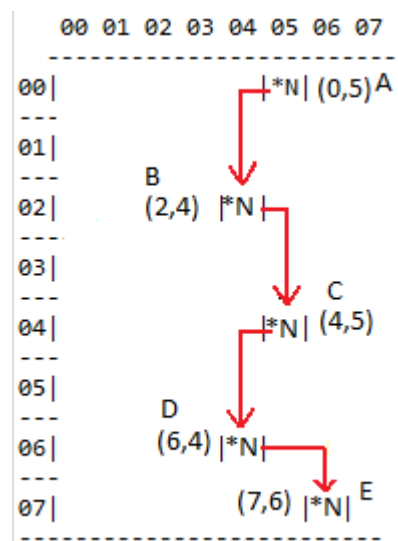 00 01 02 03 04 05 06 07
---------------------------
00| |*N| (0,5) A
---
01|
---
B
02| (2,4) |*N|
---
03|
---
C
04| |*N| (4,5)
---
05|
---
D
06| (6,4) |*N|
---
07| (7,6) |*N| E
---------------------------